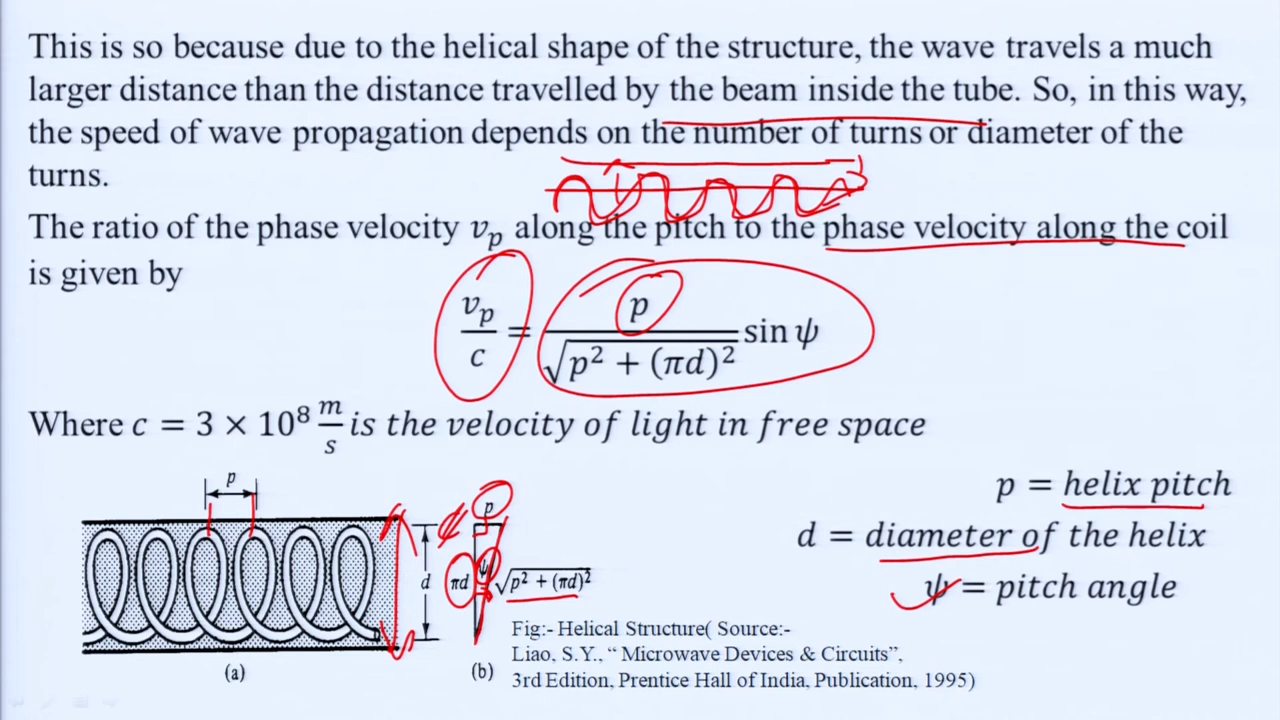 This is so because due to the helical shape of the structure, the wave travels a much
larger distance than the distance travelled by the beam inside the tube. So, in this way,
the speed of wave propagation depends on the number of turns or diameter of the
turns.
The ratio of the phase velocity v_p along the pitch to the phase velocity along the coil
is given by
v_p/c = p/√(p² + (πd)²) sin ψ
Where c = 3 × 10⁸ m/s is the velocity of light in free space
p = helix pitch
d = diameter of the helix
ψ = pitch angle
p
d
p
πd
ψ
√(p² + (πd)²)
(a)
(b)
Fig:- Helical Structure( Source:-
Liao, S.Y., “ Microwave Devices & Circuits”,
3rd Edition, Prentice Hall of India, Publication, 1995)